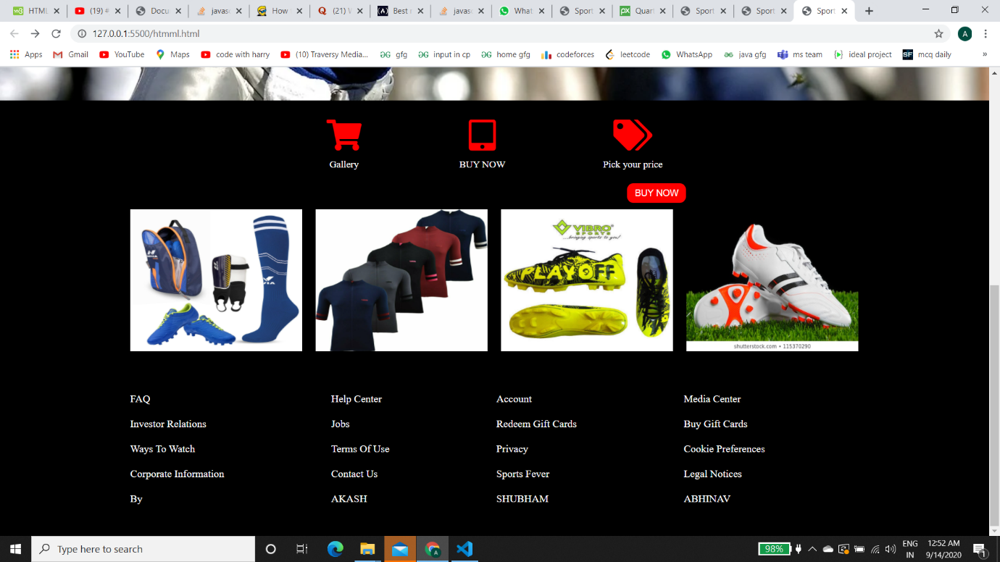 HTML
(19) #
Docu
javas
How
(21) V
Best r
javas
What
Sport
Quar
Sport
Sport
Sport
127.0.0.1:5500/htmml.html
A
Apps
Gmail
YouTube
Maps
code with harry
(10) Traversy Media...
gfg
input in cp
home gfg
codeforces
leetcode
WhatsApp
java gfg
ms team
ideal project
SF mcq daily
»
Gallery
BUY NOW
Pick your price
BUY NOW
VIBRO
SPORTS
...bringing sports to you!
PLAYOFF
shutterstock.com • 115370290
FAQ Help Center Account Media Center
Investor Relations Jobs Redeem Gift Cards Buy Gift Cards
Ways To Watch Terms Of Use Privacy Cookie Preferences
Corporate Information Contact Us Sports Fever Legal Notices
By AKASH SHUBHAM ABHINAV
Type here to search
98%
ENG
IN
12:52 AM
9/14/2020
1